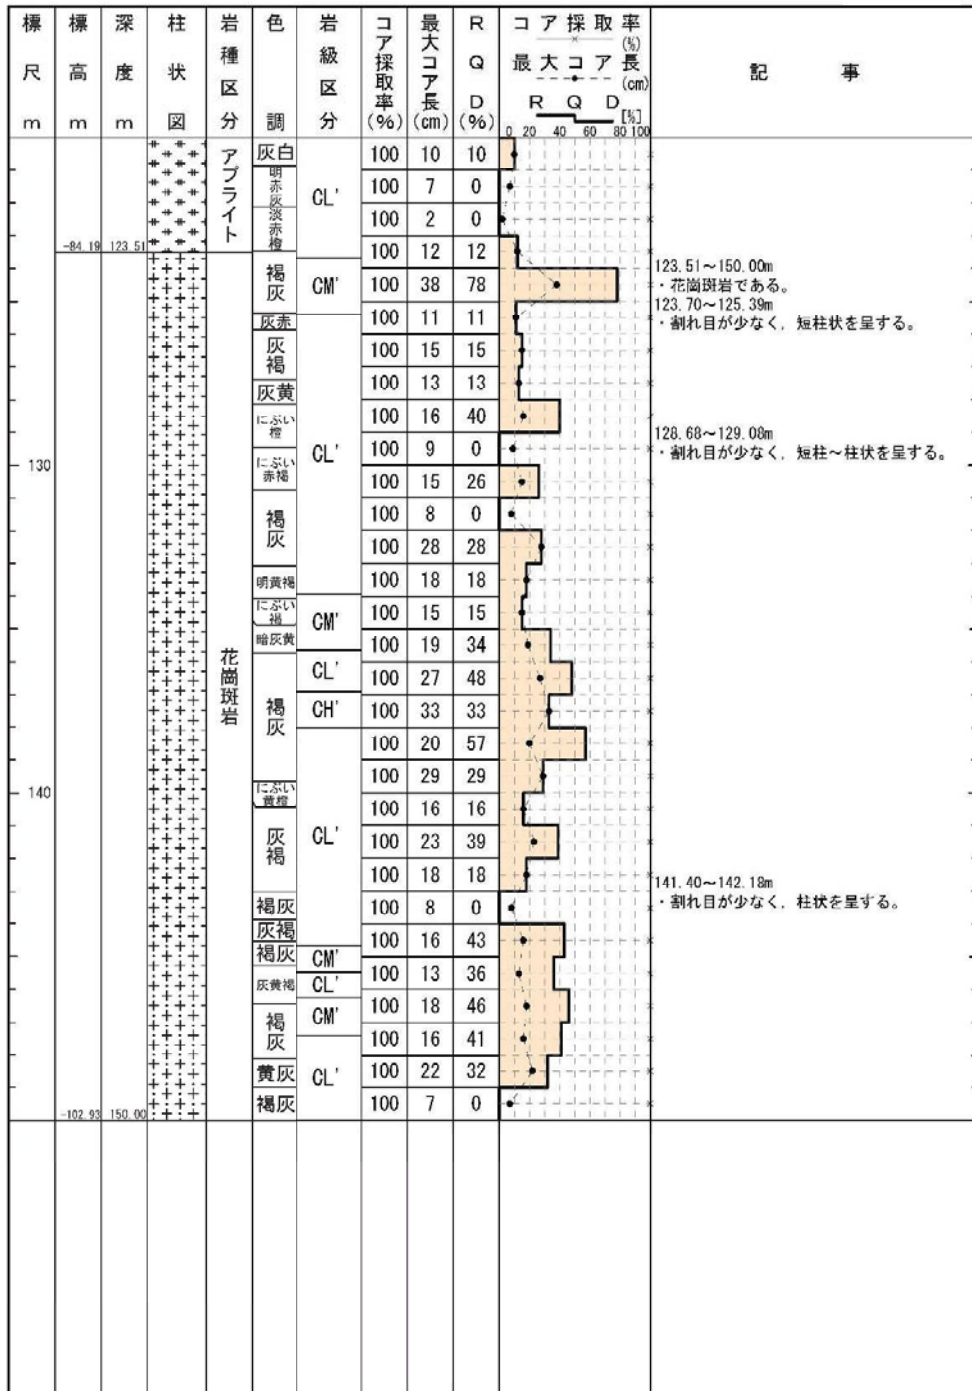 標尺 m
標高 m
深度 m
柱状図
岩種区分
色調
岩級区分
コア採取率 (%)
最大コア長 (cm)
RQD (%)
コア採取率 (%)
最大コア長 (cm)
RQD [%]
0 20 40 60 80 100
記事
130
140
-84.19 123.51
-102.93 150.00
アプライト
花崗斑岩
灰白
明赤灰
淡赤橙
褐灰
灰赤
灰褐
灰黄
にぶい橙
にぶい赤褐
褐灰
明黄褐
にぶい褐
暗灰黄
褐灰
にぶい黄橙
灰褐
褐灰
灰褐
褐灰
灰黄褐
褐灰
黄灰
褐灰
CL'
CM'
CL'
CM'
CL'
CH'
CL'
CM'
CL'
CM'
CL'
100 10 10
100 7 0
100 2 0
100 12 12
100 38 78
100 11 11
100 15 15
100 13 13
100 16 40
100 9 0
100 15 26
100 8 0
100 28 28
100 18 18
100 15 15
100 19 34
100 27 48
100 33 33
100 20 57
100 29 29
100 16 16
100 23 39
100 18 18
100 8 0
100 16 43
100 13 36
100 18 46
100 16 41
100 22 32
100 7 0
123.51～150.00m
・花崗斑岩である。
123.70～125.39m
・割れ目が少なく，短柱状を呈する。
128.68～129.08m
・割れ目が少なく，短柱～柱状を呈する。
141.40～142.18m
・割れ目が少なく，柱状を呈する。